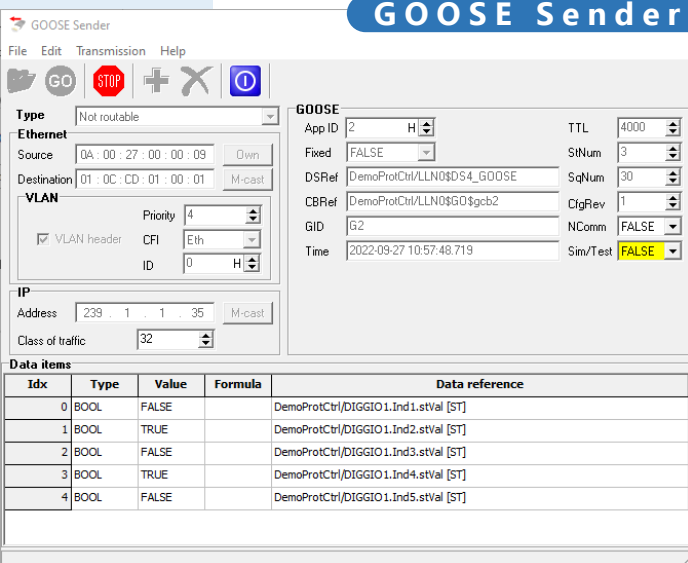 GOOSE Sender
GOOSE Sender
File Edit Transmission Help
GO STOP
Type Not routable
Ethernet
Source 0A : 00 : 27 : 00 : 00 : 09 Own
Destination 01 : 0C : CD : 01 : 00 : 01 M-cast
VLAN
Priority 4
VLAN header CFI Eth
ID 0 H
IP
Address 239 . 1 . 1 . 35 M-cast
Class of traffic 32
GOOSE
App ID 2 H TTL 4000
Fixed FALSE StNum 3
DSRef DemoProtCtrl/LLN0$DS4_GOOSE SqNum 30
CBRef DemoProtCtrl/LLN0$GO$gcb2 CfgRev 1
GID G2 NComm FALSE
Time 2022-09-27 10:57:48.719 Sim/Test FALSE
Data items
Idx Type Value Formula Data reference
0 BOOL FALSE DemoProtCtrl/DIGGIO1.Ind1.stVal [ST]
1 BOOL TRUE DemoProtCtrl/DIGGIO1.Ind2.stVal [ST]
2 BOOL FALSE DemoProtCtrl/DIGGIO1.Ind3.stVal [ST]
3 BOOL TRUE DemoProtCtrl/DIGGIO1.Ind4.stVal [ST]
4 BOOL FALSE DemoProtCtrl/DIGGIO1.Ind5.stVal [ST]